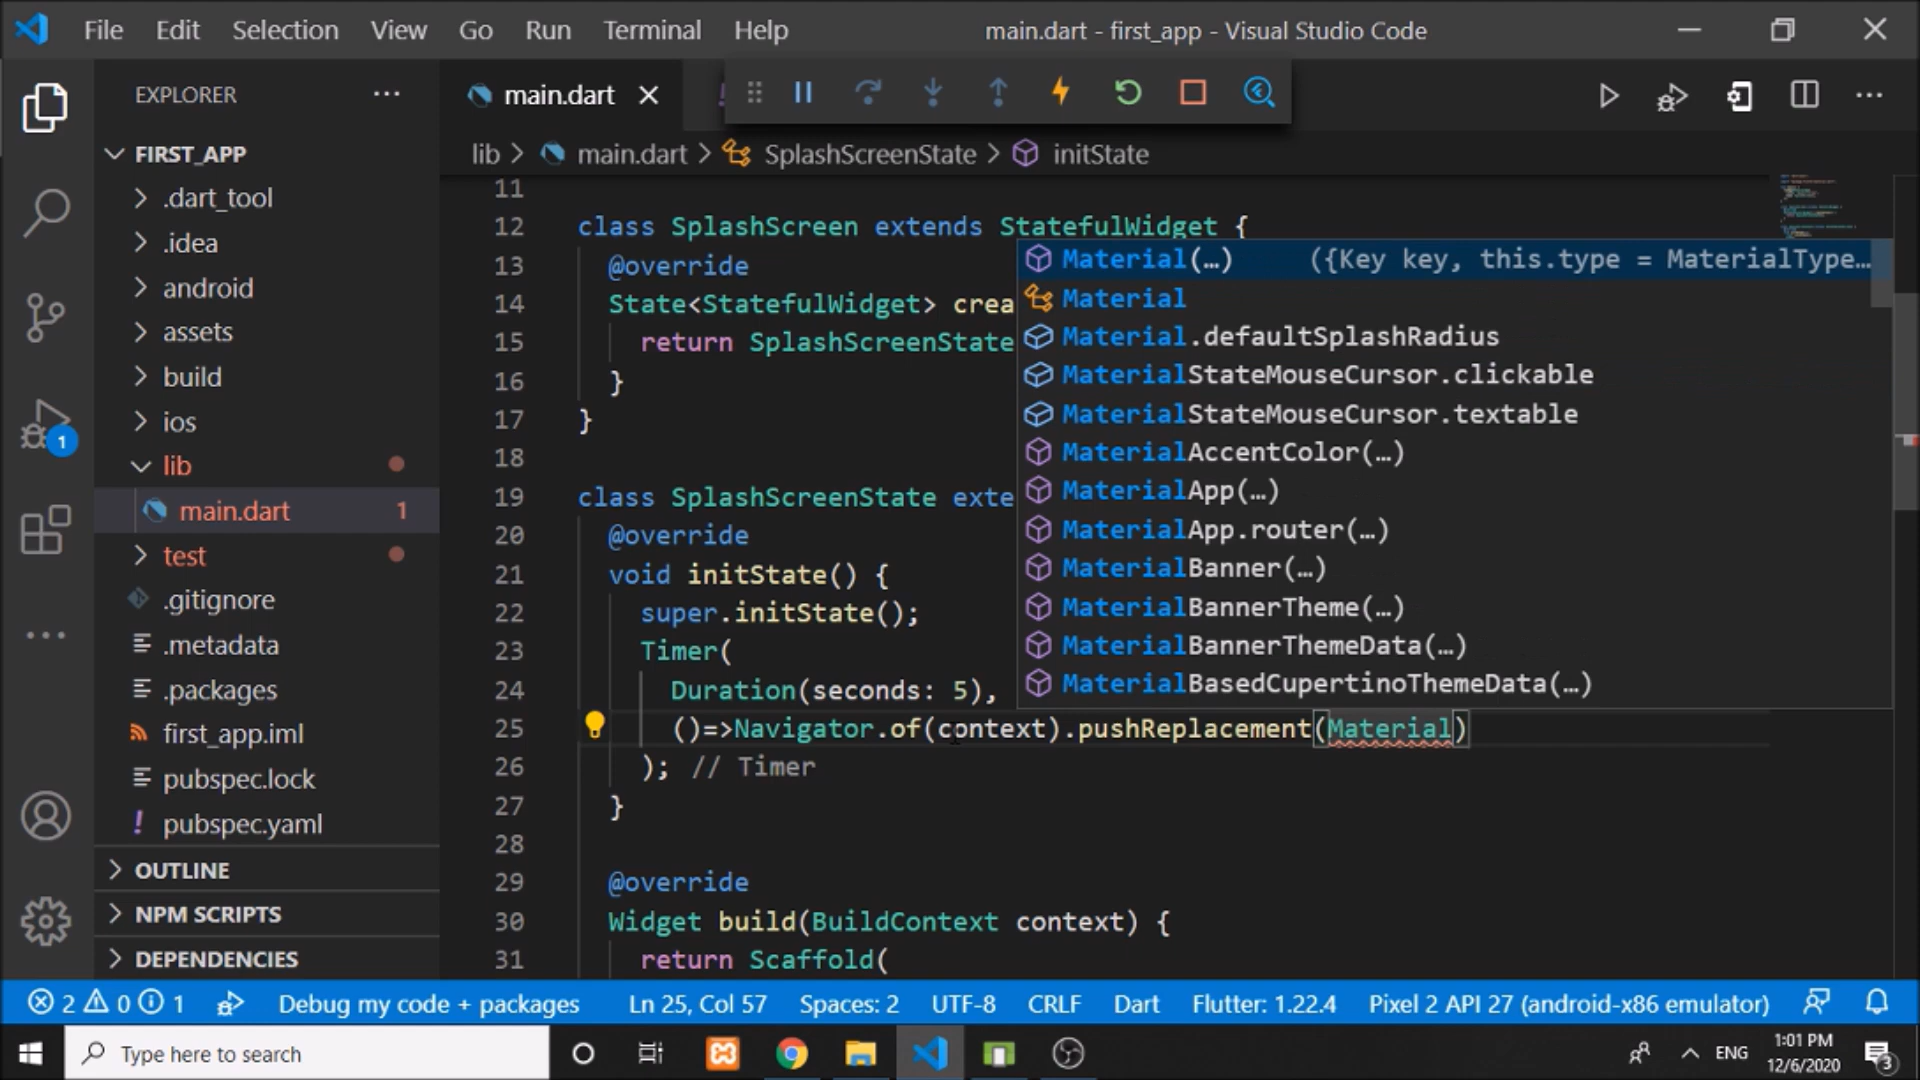 File Edit Selection View Go Run Terminal Help main.dart - first_app - Visual Studio Code
EXPLORER
main.dart
FIRST_APP
.dart_tool
.idea
android
assets
build
ios
lib
main.dart 1
test
.gitignore
.metadata
.packages
first_app.iml
pubspec.lock
! pubspec.yaml
OUTLINE
NPM SCRIPTS
DEPENDENCIES
1
lib > main.dart > SplashScreenState > initState
11
12 class SplashScreen extends StatefulWidget {
13 @override
14 State<StatefulWidget> crea
15 return SplashScreenState
16 }
17 }
18
19 class SplashScreenState exte
20 @override
21 void initState() {
22 super.initState();
23 Timer(
24 Duration(seconds: 5),
25 ()=>Navigator.of(context).pushReplacement(Material)
26 ); // Timer
27 }
28
29 @override
30 Widget build(BuildContext context) {
31 return Scaffold(
Material(…) ({Key key, this.type = MaterialType…
Material
Material.defaultSplashRadius
MaterialStateMouseCursor.clickable
MaterialStateMouseCursor.textable
MaterialAccentColor(…)
MaterialApp(…)
MaterialApp.router(…)
MaterialBanner(…)
MaterialBannerTheme(…)
MaterialBannerThemeData(…)
MaterialBasedCupertinoThemeData(…)
2 0 1 Debug my code + packages Ln 25, Col 57 Spaces: 2 UTF-8 CRLF Dart Flutter: 1.22.4 Pixel 2 API 27 (android-x86 emulator)
Type here to search
ENG
1:01 PM
12/6/2020
3